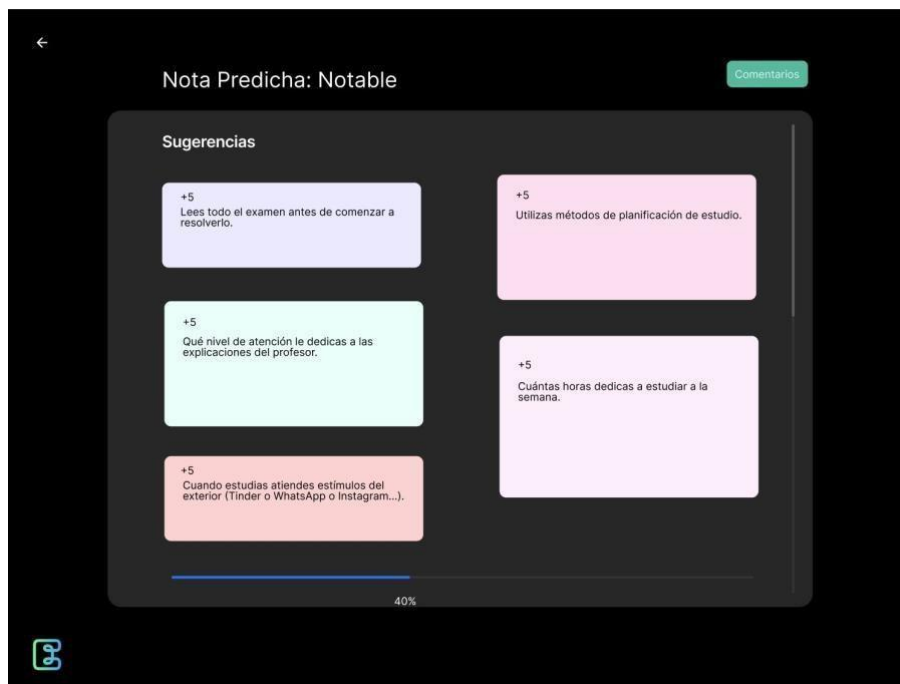 ←
Nota Predicha: Notable
Comentarios
Sugerencias
+5
Lees todo el examen antes de comenzar a
resolverlo.
+5
Utilizas métodos de planificación de estudio.
+5
Qué nivel de atención le dedicas a las
explicaciones del profesor.
+5
Cuántas horas dedicas a estudiar a la
semana.
+5
Cuando estudias atiendes estímulos del
exterior (Tinder o WhatsApp o Instagram...).
40%